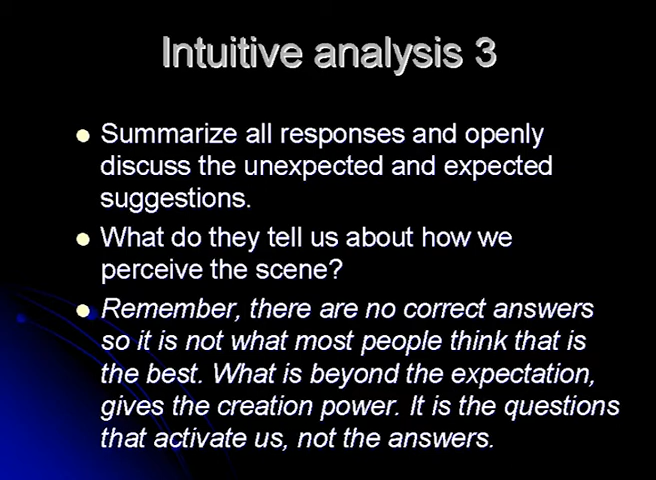 Intuitive analysis 3
Summarize all responses and openly
discuss the unexpected and expected
suggestions.
What do they tell us about how we
perceive the scene?
Remember, there are no correct answers
so it is not what most people think that is
the best. What is beyond the expectation,
gives the creation power. It is the questions
that activate us, not the answers.